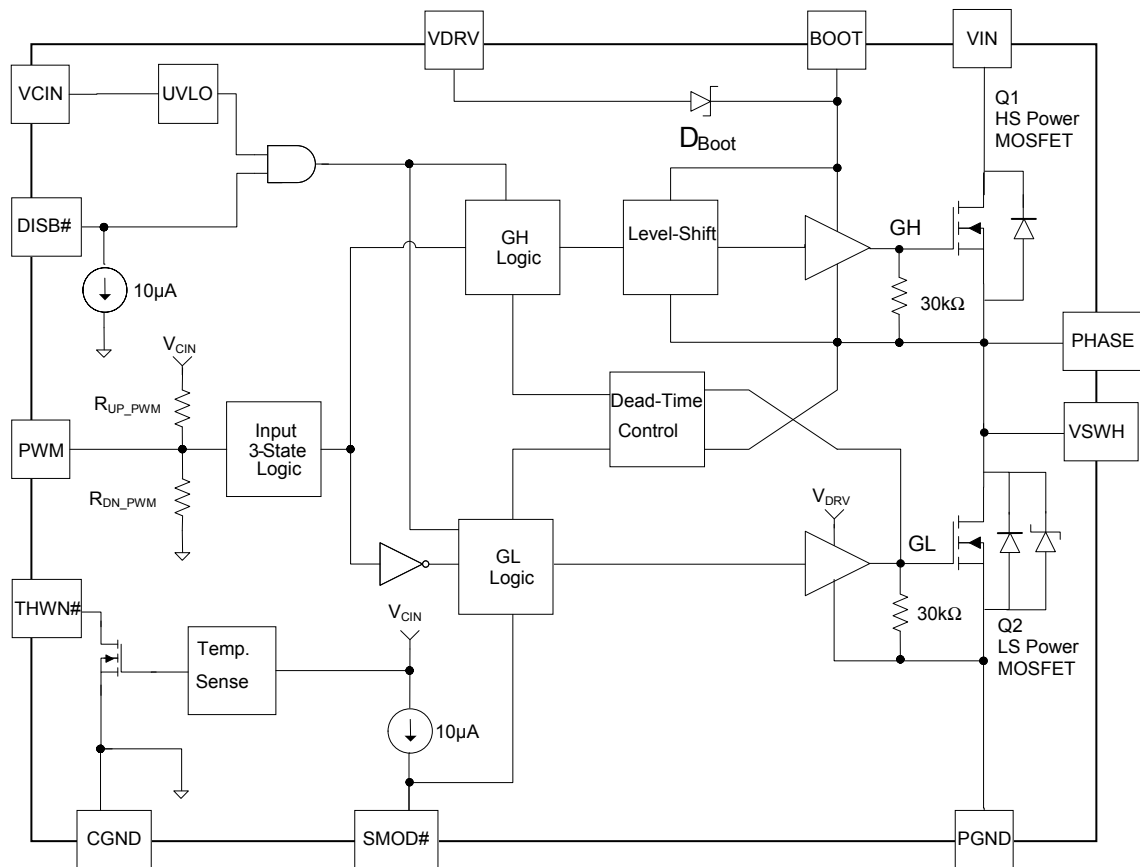 VDRV
BOOT
VIN
VCIN
UVLO
Q1
HS Power
MOSFET
DBoot
DISB#
GH
Logic
Level-Shift
GH
10µA
30kΩ
VCIN
PHASE
RUP_PWM
Dead-Time
Control
PWM
Input
3-State
Logic
VSWH
RDN_PWM
VDRV
GL
Logic
GL
THWN#
VCIN
30kΩ
Temp.
Sense
Q2
LS Power
MOSFET
10µA
CGND
SMOD#
PGND